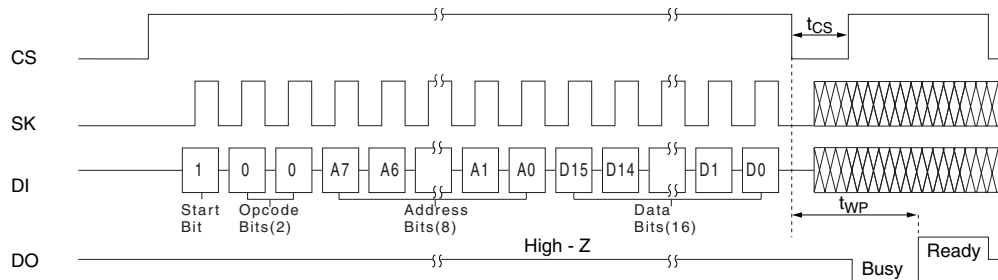 CS
tCS
SK
DI
1 0 0 A7 A6 A1 A0 D15 D14 D1 D0
Start Bit
Opcode Bits(2)
Address Bits(8)
Data Bits(16)
tWP
DO
High - Z
Busy
Ready